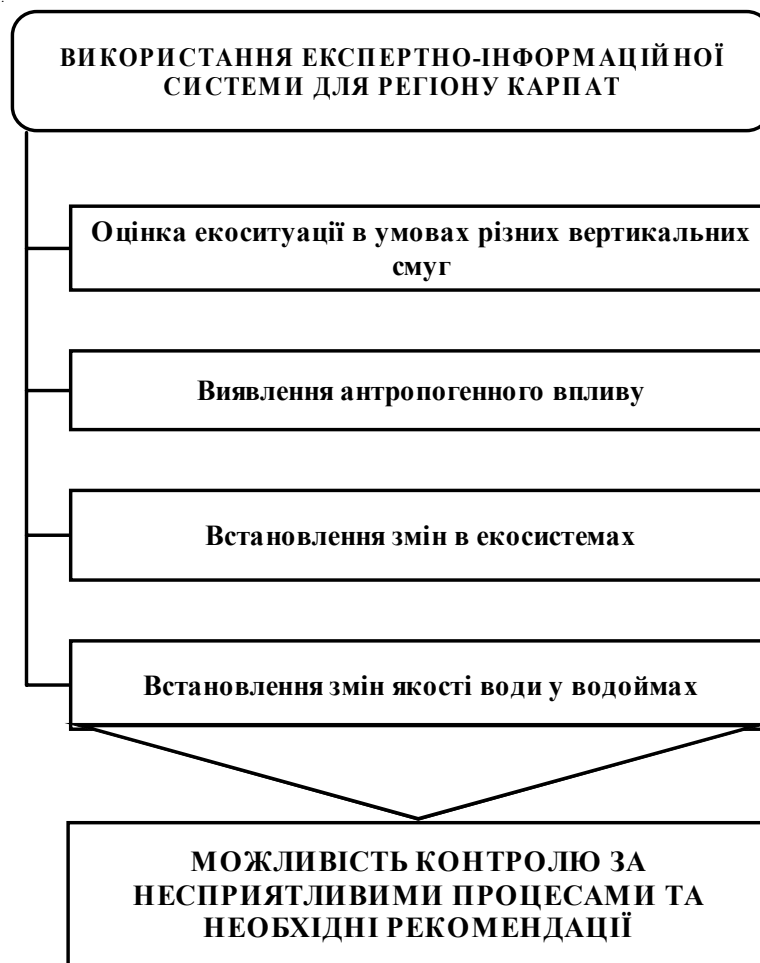 ВИКОРИСТАННЯ ЕКСПЕРТНО-ІНФОРМАЦІЙНОЇ
СИСТЕМИ ДЛЯ РЕГІОНУ КАРПАТ
Оцінка екоситуації в умовах різних вертикальних
смуг
Виявлення антропогенного впливу
Встановлення змін в екосистемах
Встановлення змін якості води у водоймах
МОЖЛИВІСТЬ КОНТРОЛЮ ЗА
НЕСПРИЯТЛИВИМИ ПРОЦЕСАМИ ТА
НЕОБХІДНІ РЕКОМЕНДАЦІЇ